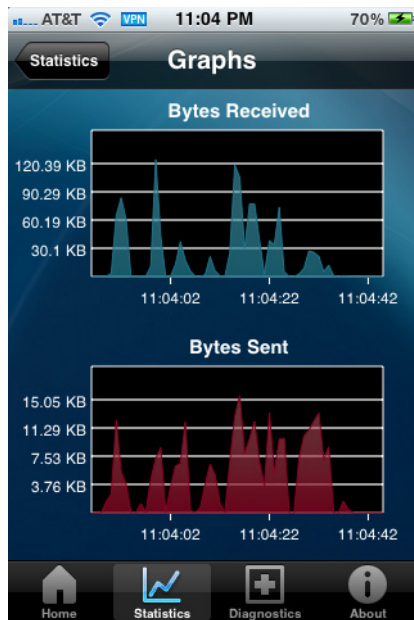 AT&T VPN 11:04 PM 70%
Statistics Graphs
Bytes Received
120.39 KB
90.29 KB
60.19 KB
30.1 KB
11:04:02 11:04:22 11:04:42
Bytes Sent
15.05 KB
11.29 KB
7.53 KB
3.76 KB
11:04:02 11:04:22 11:04:42
Home Statistics Diagnostics About